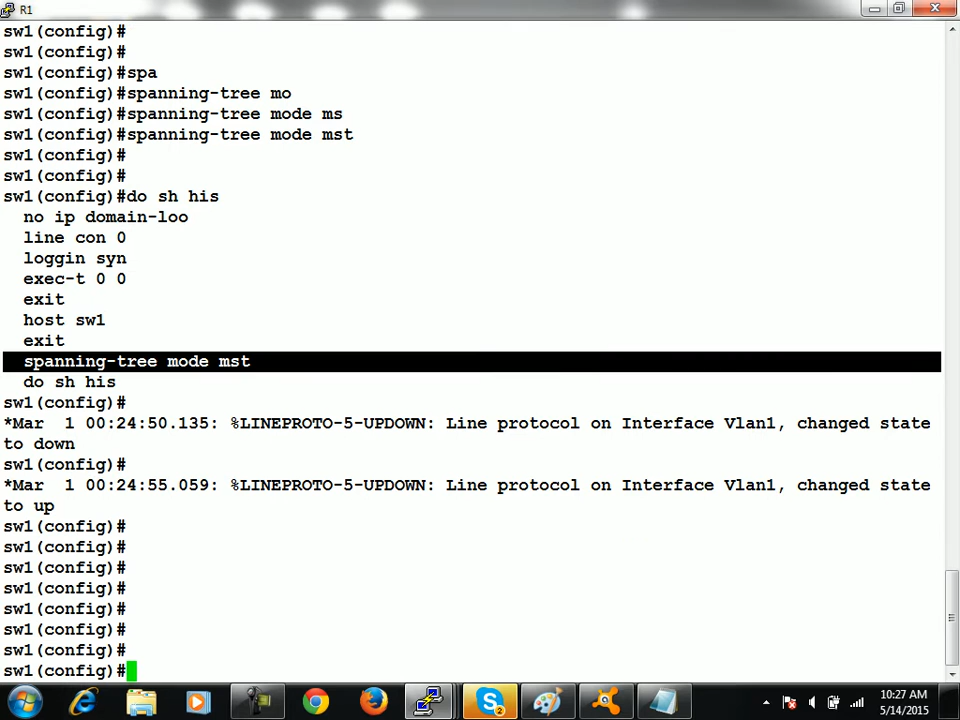 R1
sw1(config)#
sw1(config)#
sw1(config)#spa
sw1(config)#spanning-tree mo
sw1(config)#spanning-tree mode ms
sw1(config)#spanning-tree mode mst
sw1(config)#
sw1(config)#
sw1(config)#do sh his
  no ip domain-loo
  line con 0
  loggin syn
  exec-t 0 0
  exit
  host sw1
  exit
  spanning-tree mode mst
  do sh his
sw1(config)#
*Mar  1 00:24:50.135: %LINEPROTO-5-UPDOWN: Line protocol on Interface Vlan1, changed state
to down
sw1(config)#
*Mar  1 00:24:55.059: %LINEPROTO-5-UPDOWN: Line protocol on Interface Vlan1, changed state
to up
sw1(config)#
sw1(config)#
sw1(config)#
sw1(config)#
sw1(config)#
sw1(config)#
sw1(config)#
sw1(config)#
2
10:27 AM
5/14/2015